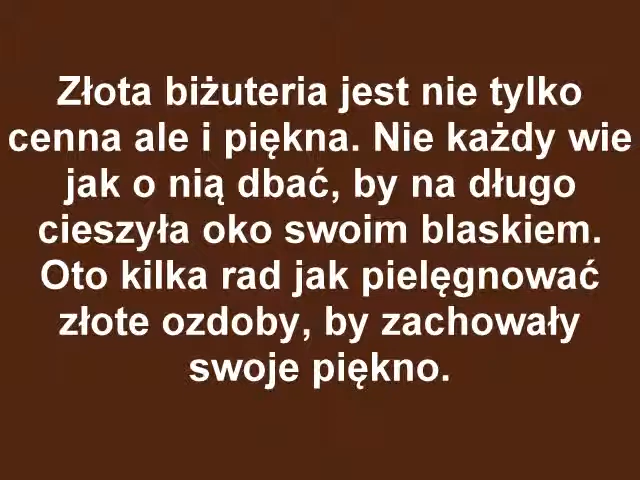 Złota biżuteria jest nie tylko
cenna ale i piękna. Nie każdy wie
jak o nią dbać, by na długo
cieszyła oko swoim blaskiem.
Oto kilka rad jak pielęgnować
złote ozdoby, by zachowały
swoje piękno.